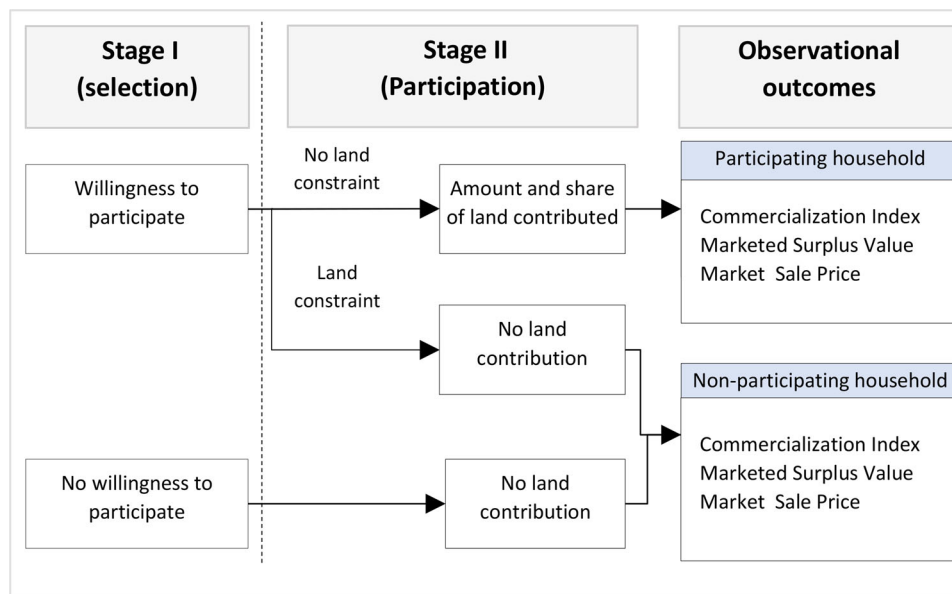 Stage I
(selection)
Stage II
(Participation)
Observational
outcomes
Willingness to
participate
No land
constraint
Amount and share
of land contributed
Participating household
Commercialization Index
Marketed Surplus Value
Market  Sale Price
Land
constraint
No land
contribution
Non-participating household
Commercialization Index
Marketed Surplus Value
Market  Sale Price
No willingness to
participate
No land
contribution